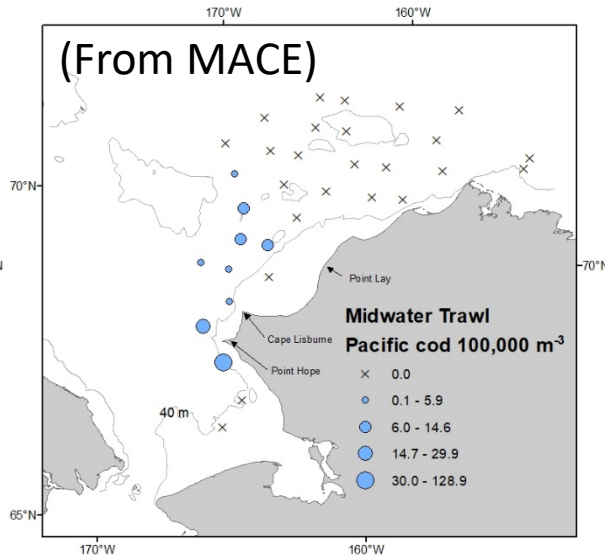 170°W
160°W
(From MACE)
70°N
70°N
Point Lay
Midwater Trawl
Pacific cod 100,000 m⁻³
Cape Lisburne
Point Hope
× 0.0
0.1 - 5.9
6.0 - 14.6
14.7 - 29.9
30.0 - 128.9
40 m
65°N
170°W
160°W